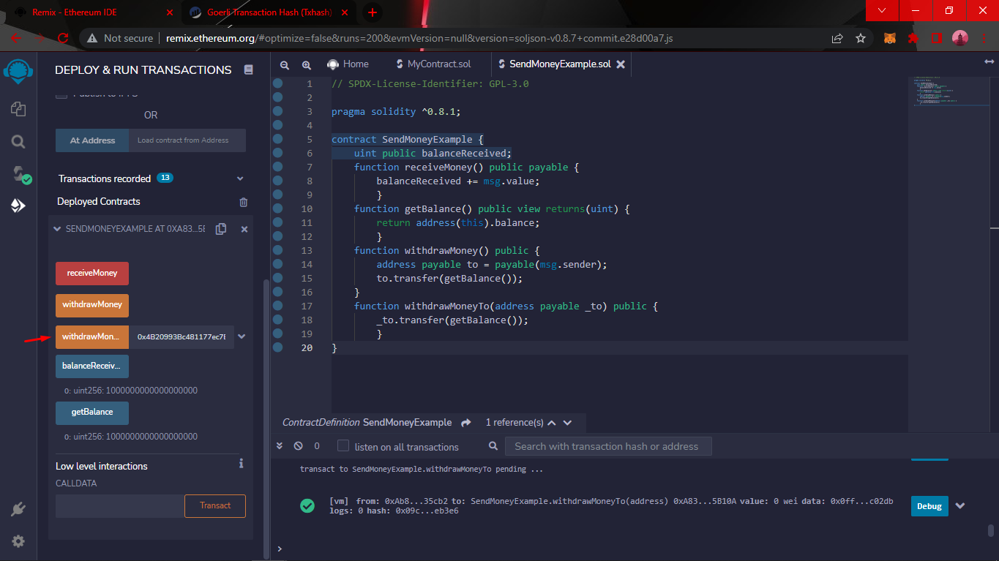 Remix - Ethereum IDE
Goerli Transaction Hash (Txhash)
Not secure remix.ethereum.org/#optimize=false&runs=200&evmVersion=null&version=soljson-v0.8.7+commit.e28d00a7.js
DEPLOY & RUN TRANSACTIONS
OR
At Address Load contract from Address
Transactions recorded 13
Deployed Contracts
SENDMONEYEXAMPLE AT 0XA83...5E
receiveMoney
withdrawMoney
withdrawMon... 0x4B20993Bc481177ec7E
balanceReceiv...
0: uint256: 1000000000000000000
getBalance
0: uint256: 1000000000000000000
Low level interactions
CALLDATA
Transact
Home MyContract.sol SendMoneyExample.sol
1 // SPDX-License-Identifier: GPL-3.0
2
3 pragma solidity ^0.8.1;
4
5 contract SendMoneyExample {
6 uint public balanceReceived;
7 function receiveMoney() public payable {
8 balanceReceived += msg.value;
9 }
10 function getBalance() public view returns(uint) {
11 return address(this).balance;
12 }
13 function withdrawMoney() public {
14 address payable to = payable(msg.sender);
15 to.transfer(getBalance());
16 }
17 function withdrawMoneyTo(address payable _to) public {
18 _to.transfer(getBalance());
19 }
20 }
ContractDefinition SendMoneyExample 1 reference(s)
0 listen on all transactions Search with transaction hash or address
transact to SendMoneyExample.withdrawMoneyTo pending ...
[vm] from: 0xAb8...35cb2 to: SendMoneyExample.withdrawMoneyTo(address) 0xA83...5B10A value: 0 wei data: 0x0ff...c02db
logs: 0 hash: 0x09c...eb3e6
Debug
>